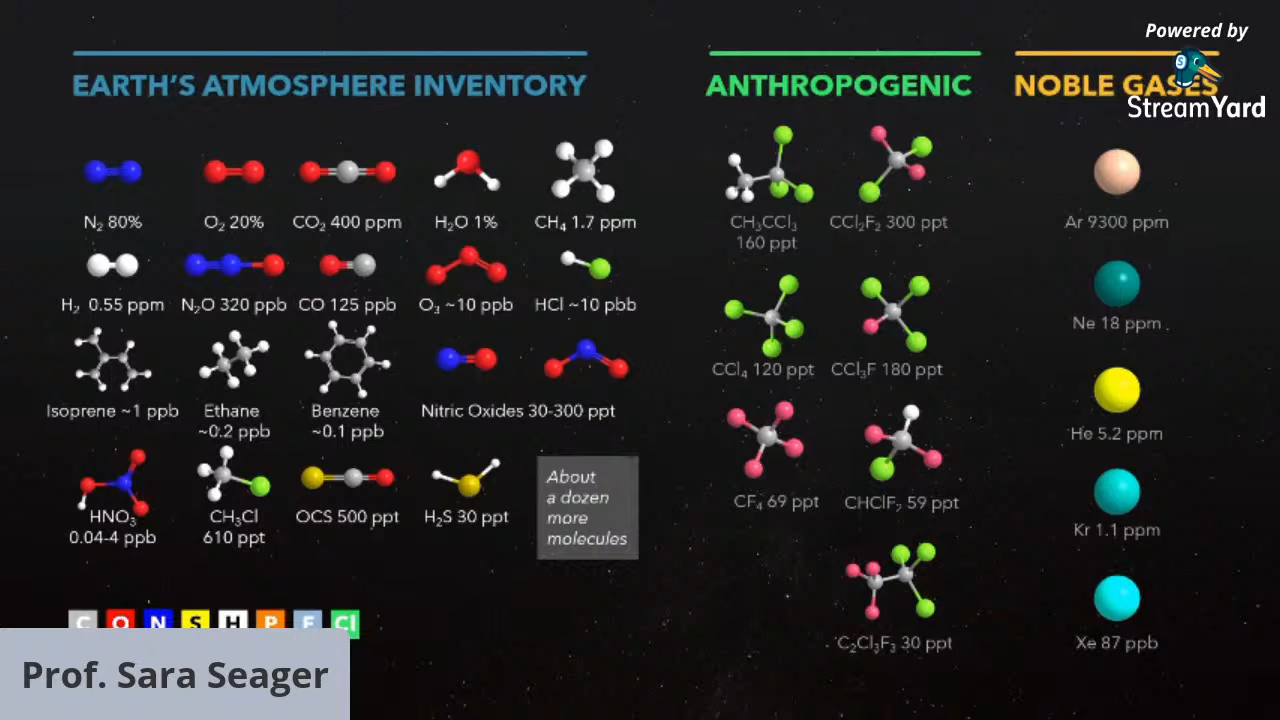 Powered by
StreamYard
EARTH'S ATMOSPHERE INVENTORY
N₂ 80%
O₂ 20%
CO₂ 400 ppm
H₂O 1%
CH₄ 1.7 ppm
H₂ 0.55 ppm
N₂O 320 ppb
CO 125 ppb
O₃ ~10 ppb
HCl ~10 pbb
Isoprene ~1 ppb
Ethane
~0.2 ppb
Benzene
~0.1 ppb
Nitric Oxides 30-300 ppt
HNO₃
0.04-4 ppb
CH₃Cl
610 ppt
OCS 500 ppt
H₂S 30 ppt
About
a dozen
more
molecules
C O N S H P F Cl
ANTHROPOGENIC
CH₃CCl₃
160 ppt
CCl₂F₂ 300 ppt
CCl₄ 120 ppt
CCl₃F 180 ppt
CF₄ 69 ppt
CHClF₂ 59 ppt
C₂Cl₃F₃ 30 ppt
NOBLE GASES
Ar 9300 ppm
Ne 18 ppm
He 5.2 ppm
Kr 1.1 ppm
Xe 87 ppb
Prof. Sara Seager